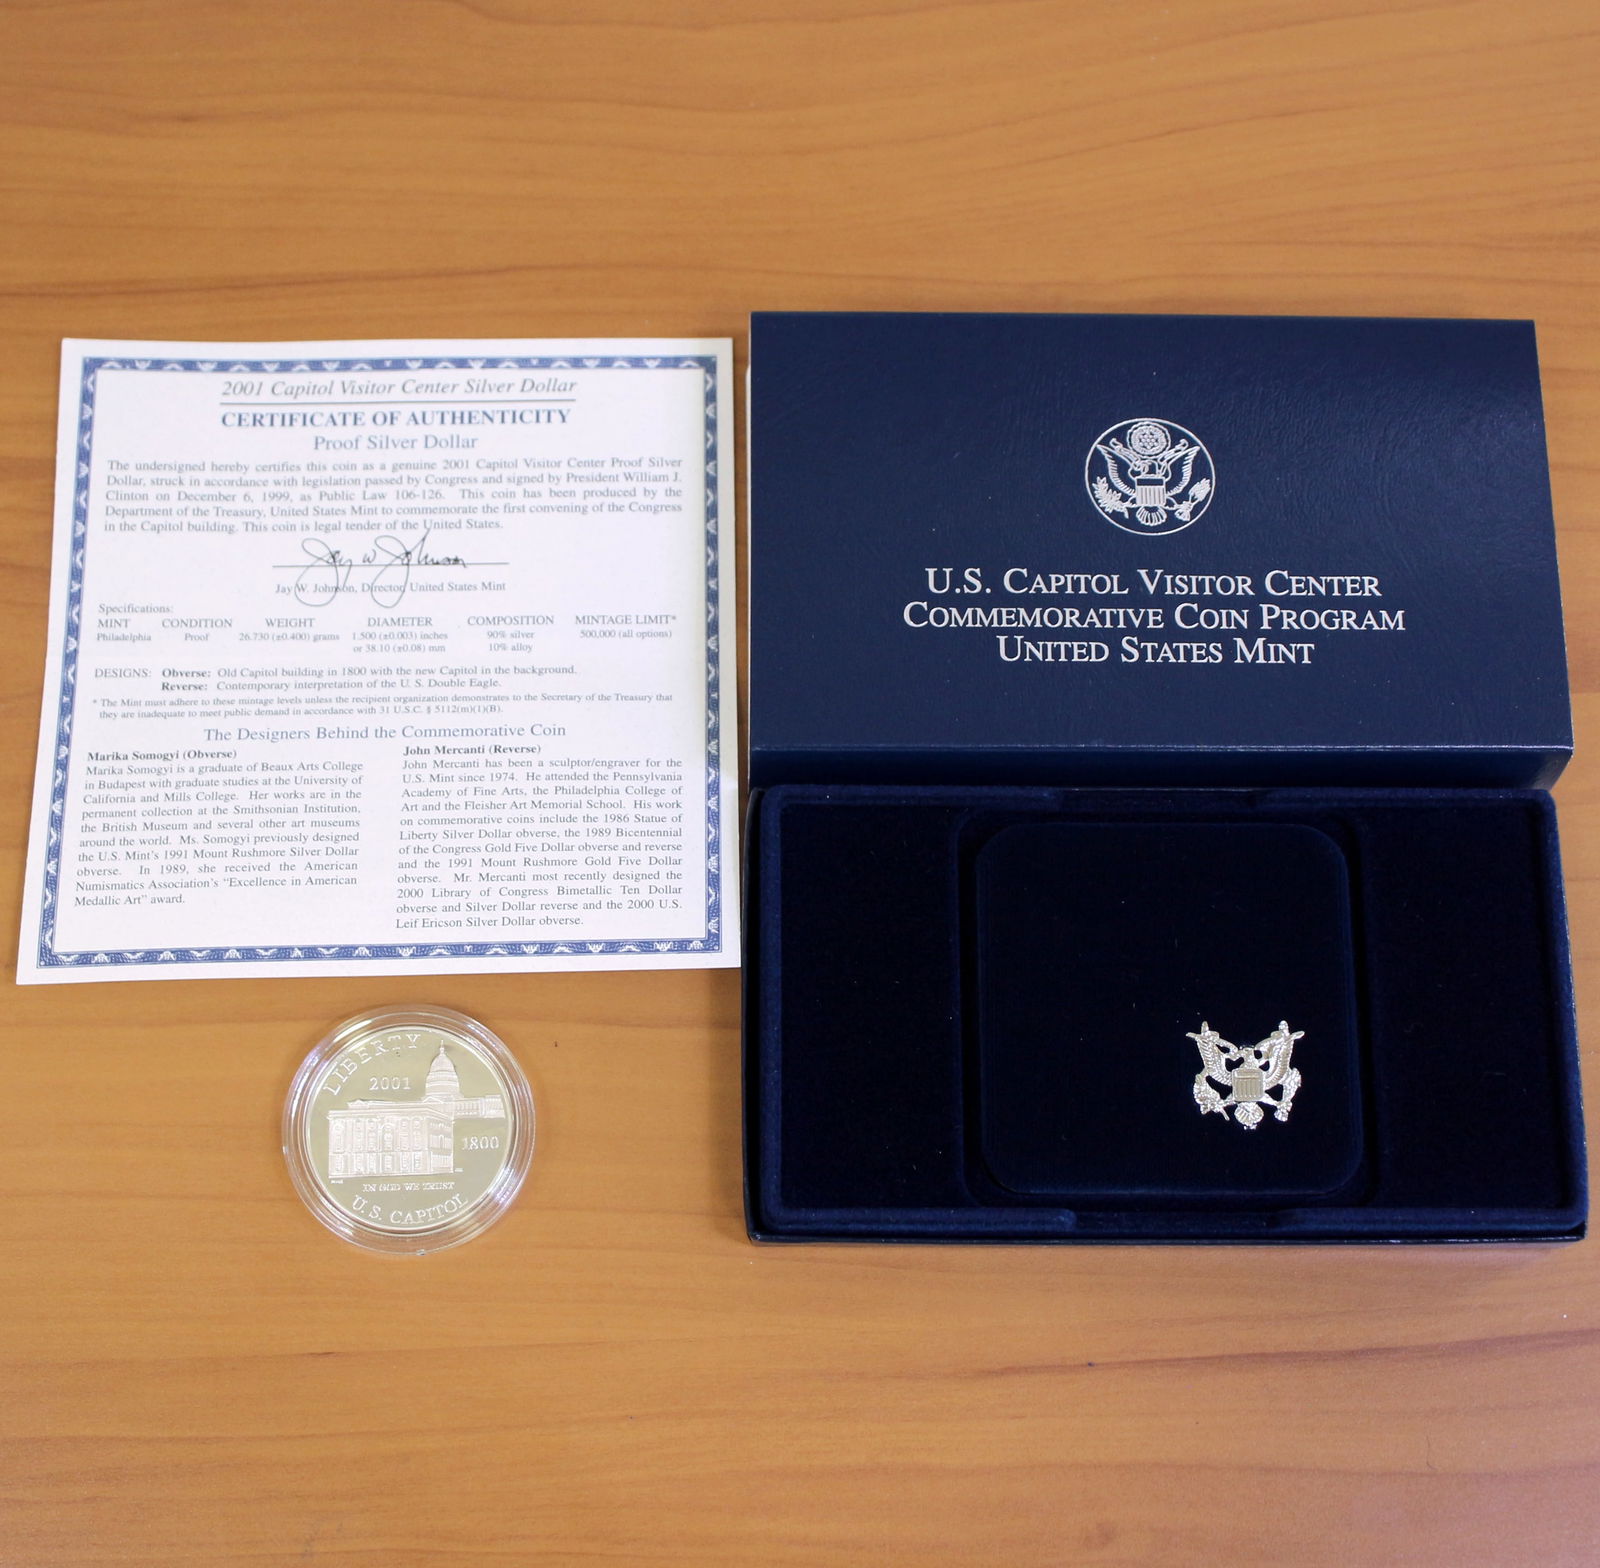 2001 Capitol Visitor Center Silver Dollar
CERTIFICATE OF AUTHENTICITY
Proof Silver Dollar
The undersigned hereby certifies this coin as a genuine 2001 Capitol Visitor Center Proof Silver
Dollar, struck in accordance with legislation passed by Congress and signed by President William J.
Clinton on December 6, 1999, as Public Law 106-126. This coin has been produced by the
Department of the Treasury, United States Mint to commemorate the first convening of the Congress
in the Capitol building. This coin is legal tender of the United States.
Jay W Johnson
Jay W. Johnson, Director, United States Mint
Specifications:
MINT CONDITION WEIGHT DIAMETER COMPOSITION MINTAGE LIMIT*
Philadelphia Proof 26.730 (±0.400) grams 1.500 (±0.003) inches 90% silver 500,000 (all options)
or 38.10 (±0.08) mm 10% alloy
DESIGNS: Obverse: Old Capitol building in 1800 with the new Capitol in the background.
Reverse: Contemporary interpretation of the U. S. Double Eagle.
* The Mint must adhere to these mintage levels unless the recipient organization demonstrates to the Secretary of the Treasury that
they are inadequate to meet public demand in accordance with 31 U.S.C. § 5112(m)(1)(B).
The Designers Behind the Commemorative Coin
Marika Somogyi (Obverse)
Marika Somogyi is a graduate of Beaux Arts College
in Budapest with graduate studies at the University of
California and Mills College. Her works are in the
permanent collection at the Smithsonian Institution,
the British Museum and several other art museums
around the world. Ms. Somogyi previously designed
the U.S. Mint's 1991 Mount Rushmore Silver Dollar
obverse. In 1989, she received the American
Numismatics Association's "Excellence in American
Medallic Art" award.
John Mercanti (Reverse)
John Mercanti has been a sculptor/engraver for the
U.S. Mint since 1974. He attended the Pennsylvania
Academy of Fine Arts, the Philadelphia College of
Art and the Fleisher Art Memorial School. His work
on commemorative coins include the 1986 Statue of
Liberty Silver Dollar obverse, the 1989 Bicentennial
of the Congress Gold Five Dollar obverse and reverse
and the 1991 Mount Rushmore Gold Five Dollar
obverse. Mr. Mercanti most recently designed the
2000 Library of Congress Bimetallic Ten Dollar
obverse and Silver Dollar reverse and the 2000 U.S.
Leif Ericson Silver Dollar obverse.
U.S. CAPITOL VISITOR CENTER
COMMEMORATIVE COIN PROGRAM
UNITED STATES MINT
LIBERTY
2001
1800
IN GOD WE TRUST
U.S. CAPITOL